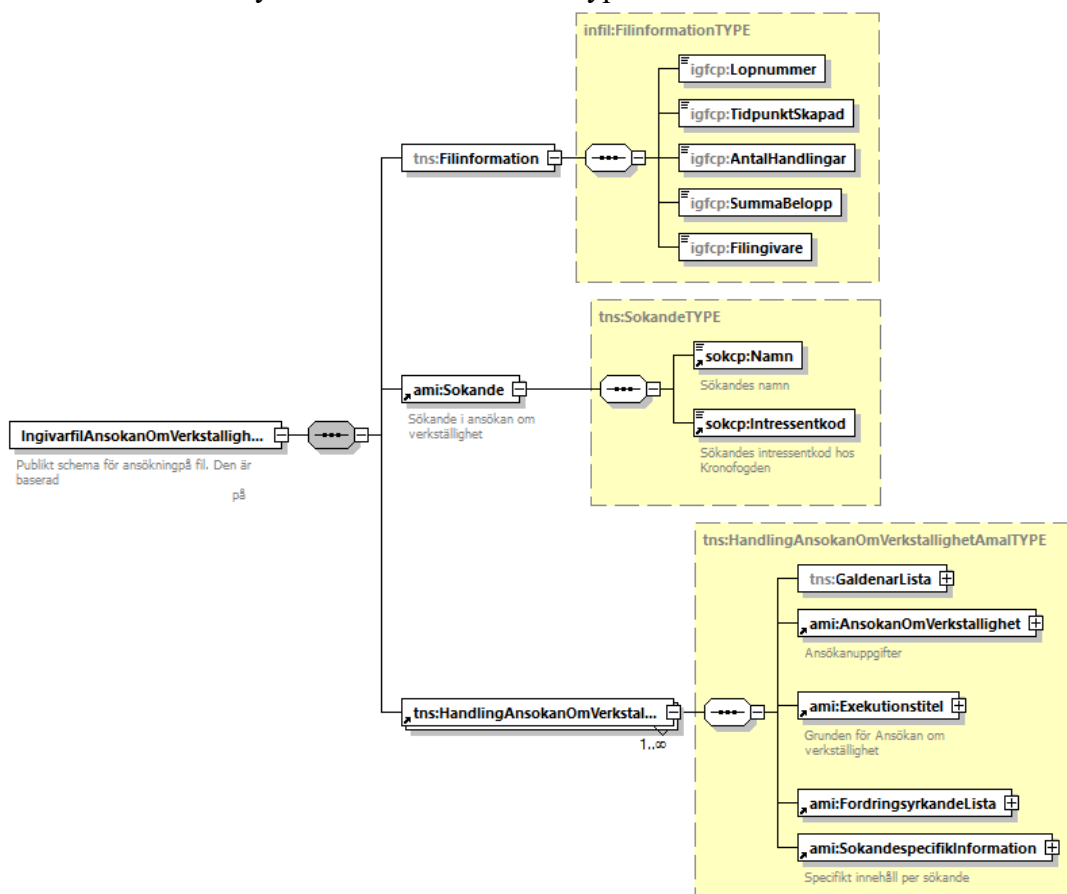 infil:FilinformationTYPE
igfcp:Lopnummer
igfcp:TidpunktSkapad
tns:Filinformation
igfcp:AntalHandlingar
igfcp:SummaBelopp
igfcp:Filingivare
tns:SokandeTYPE
sokcp:Namn
Sökandes namn
ami:Sokande
Sökande i ansökan om
verkställighet
sokcp:Intressentkod
Sökandes intressentkod hos
Kronofogden
IngivarfilAnsokanOmVerkstalligh...
Publikt schema för ansökningpå fil. Den är
baserad
på
tns:HandlingAnsokanOmVerkstallighetAmalTYPE
tns:GaldenarLista
ami:AnsokanOmVerkstallighet
Ansökanuppgifter
tns:HandlingAnsokanOmVerkstal...
1..∞
ami:Exekutionstitel
Grunden för Ansökan om
verkställighet
ami:FordringsyrkandeLista
ami:SokandespecifikInformation
Specifikt innehåll per sökande